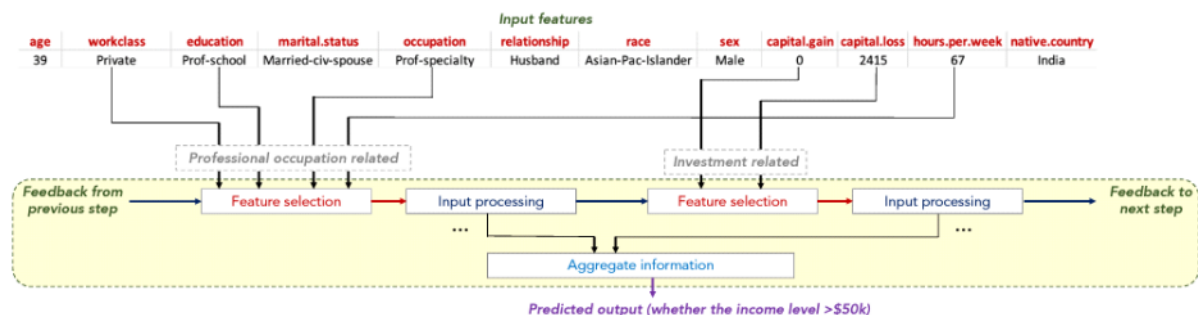 Input features
age workclass education marital.status occupation relationship race sex capital.gain capital.loss hours.per.week native.country
39 Private Prof-school Married-civ-spouse Prof-specialty Husband Asian-Pac-Islander Male 0 2415 67 India
Professional occupation related
Investment related
Feedback from
previous step
Feature selection
Input processing
Feature selection
Input processing
Feedback to
next step
...
...
Aggregate information
Predicted output (whether the income level >$50k)